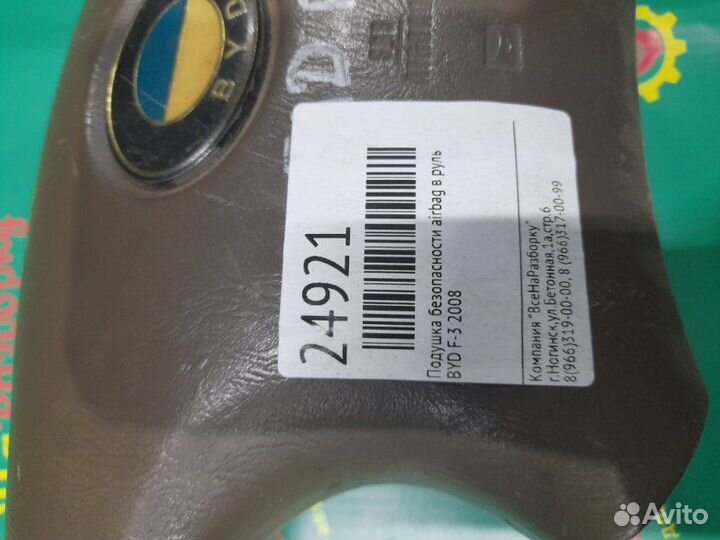 BYD
24921
Подушка безопасности airbag в руль
BYD F-3 2008
Компания "ВсеНаРазборку"
г.Ногинск,ул.Бетонная,1а,стр.6
8(966)319-00-00, 8 (966)317-00-99
Avito